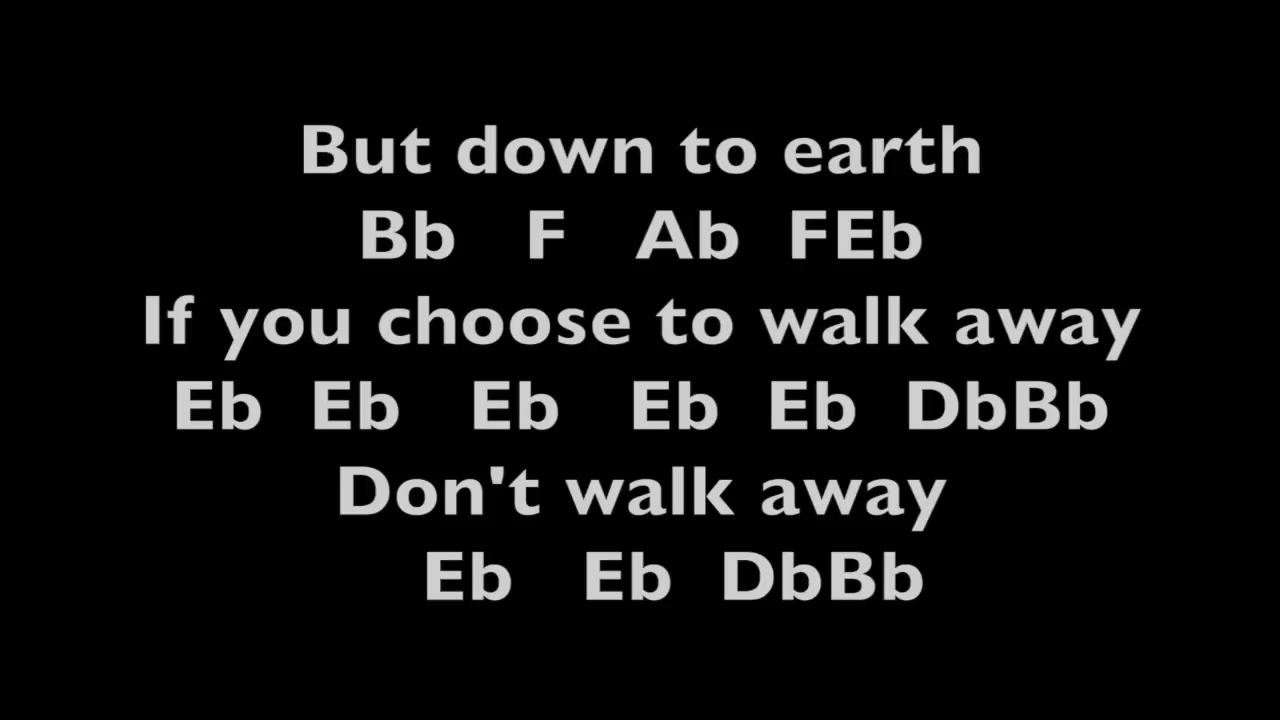 But down to earth
Bb F Ab FEb
If you choose to walk away
Eb Eb Eb Eb Eb DbBb
Don't walk away
Eb Eb DbBb